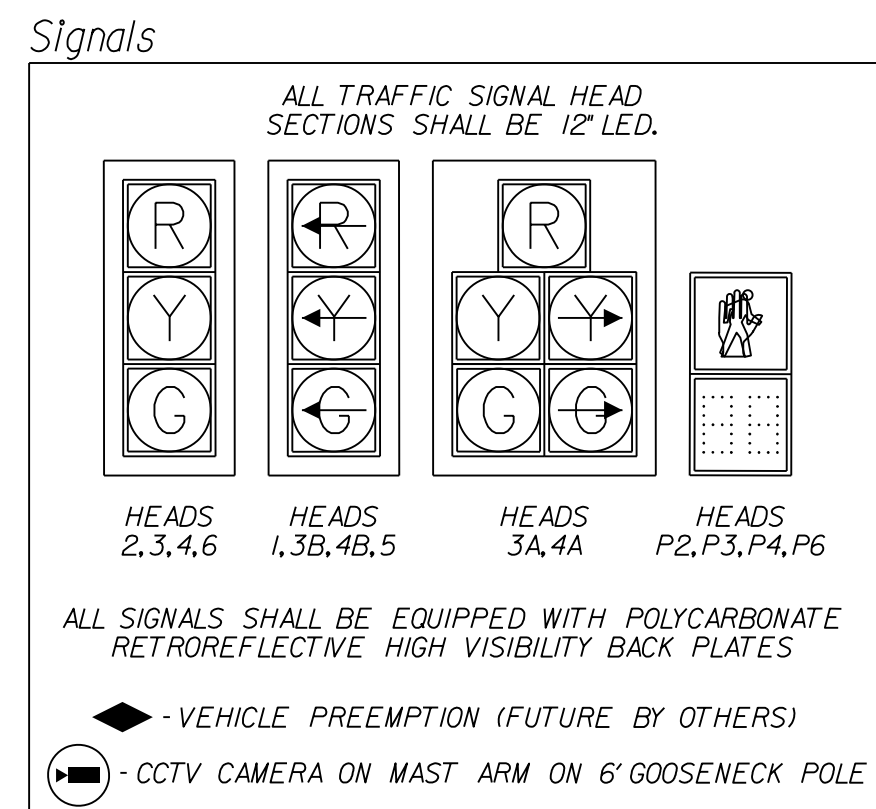 Signals
ALL TRAFFIC SIGNAL HEAD
SECTIONS SHALL BE 12" LED.
R
R
R
Y
Y
Y
Y
G
G
G
G
HEADS
2,3,4,6
HEADS
1,3B,4B,5
HEADS
3A,4A
HEADS
P2,P3,P4,P6
ALL SIGNALS SHALL BE EQUIPPED WITH POLYCARBONATE
RETROREFLECTIVE HIGH VISIBILITY BACK PLATES
- VEHICLE PREEMPTION (FUTURE BY OTHERS)
- CCTV CAMERA ON MAST ARM ON 6' GOOSENECK POLE